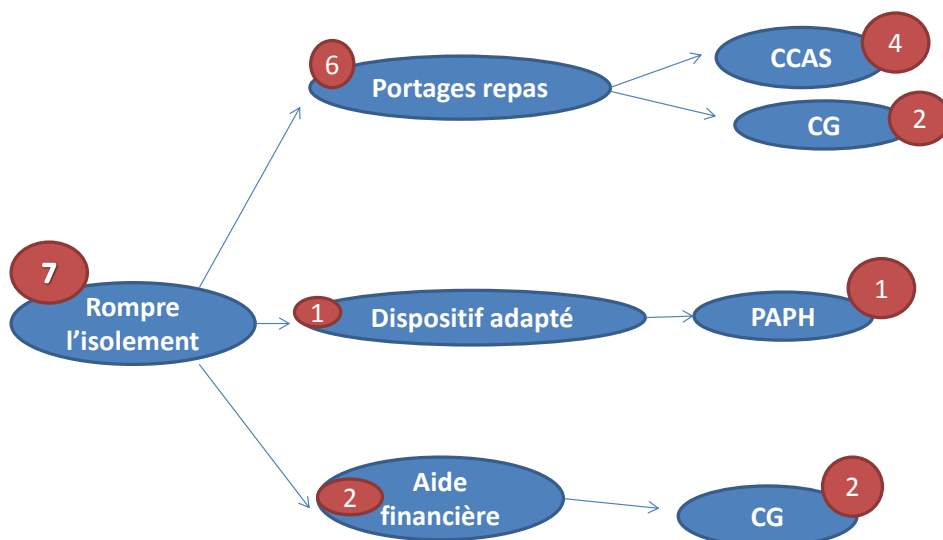 6
Portages repas
CCAS
4
CG
2
7
Rompre
l'isolement
1
Dispositif adapté
PAPH
1
2
Aide
financière
CG
2